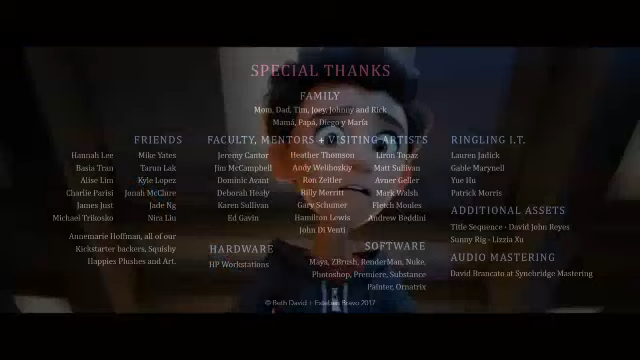 SPECIAL THANKS
FAMILY
Mom, Dad, Tim, Joey, Johnny and Rick
Mamá, Papá, Diego y María
FRIENDS
Hannah Lee Mike Yates
Basia Tran Tarun Lak
Alise Lim Kyle Lopez
Charlie Parisi Jonah McClure
James Just Jade Ng
Michael Trikosko Nira Liu
Annemarie Hoffman, all of our
Kickstarter backers, Squishy
Happies Plushes and Art.
FACULTY, MENTORS + VISITING ARTISTS
Jeremy Cantor Heather Thomson Liron Topaz
Jim McCampbell Andy Welihozkiy Matt Sullivan
Dominic Avant Ron Zeitler Avner Geller
Deborah Healy Billy Merritt Mark Walsh
Karen Sullivan Gary Schumer Fletch Moules
Ed Gavin Hamilton Lewis Andrew Beddini
John Di Venti
HARDWARE
HP Workstations
SOFTWARE
Maya, ZBrush, RenderMan, Nuke,
Photoshop, Premiere, Substance
Painter, Ornatrix
RINGLING I.T.
Lauren Jadick
Gable Marynell
Yue Hu
Patrick Morris
ADDITIONAL ASSETS
Title Sequence - David John Reyes
Sunny Rig - Lizzia Xu
AUDIO MASTERING
David Brancato at Synchridge Mastering
© Beth David + Esteban Bravo 2017